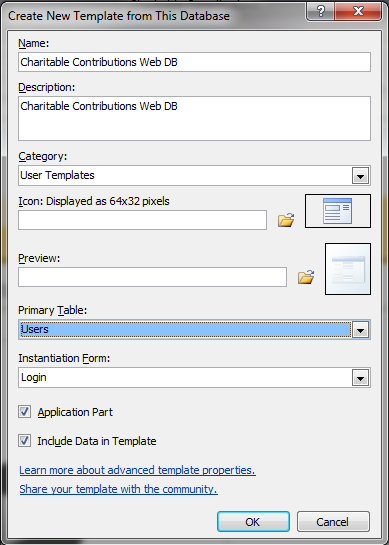 Create New Template from This Database
Name:
Charitable Contributions Web DB
Description:
Charitable Contributions Web DB
Category:
User Templates
Icon: Displayed as 64x32 pixels
Preview:
Primary Table:
Users
Instantiation Form:
Login
Application Part
Include Data in Template
Learn more about advanced template properties.
Share your template with the community.
OK Cancel